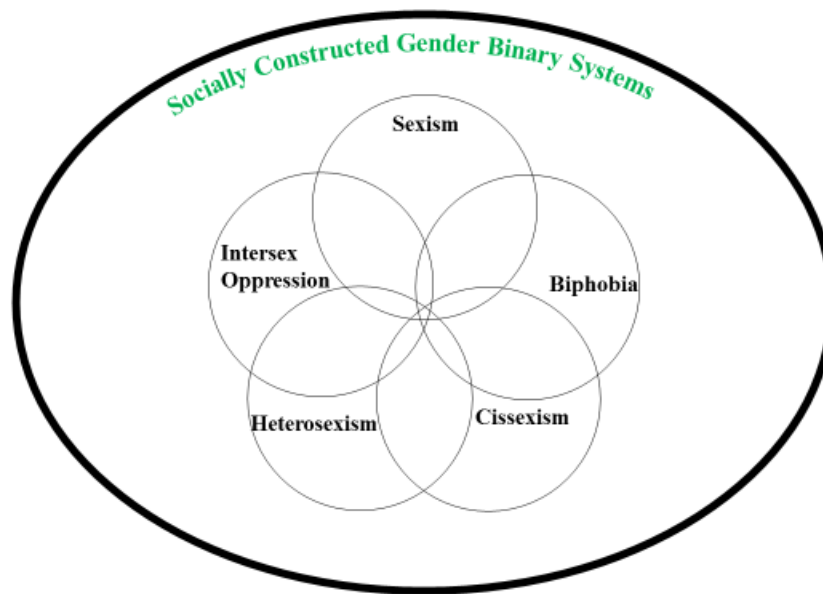 Socially Constructed Gender Binary Systems
Sexism
Intersex
Oppression
Biphobia
Heterosexism
Cissexism